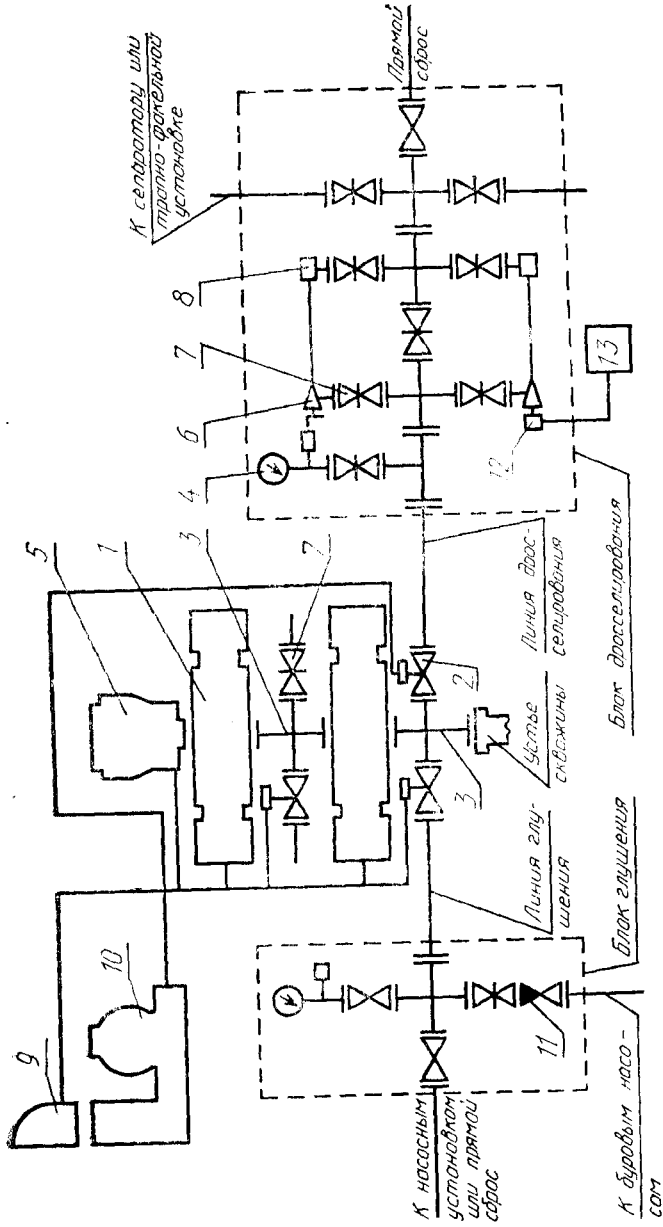 К сепаратору или
трапно-факельной
установке
Прямой
сброс
8
7
6
4
5
1
3
7
12
13
2
3
10
9
11
Линия дрос-
селирования
Устье
скважины
Блок дросселирования
Линия глу-
шения
Блок глушения
К насосным
установкам
или прямой
сброс
К буровым насо-
сам